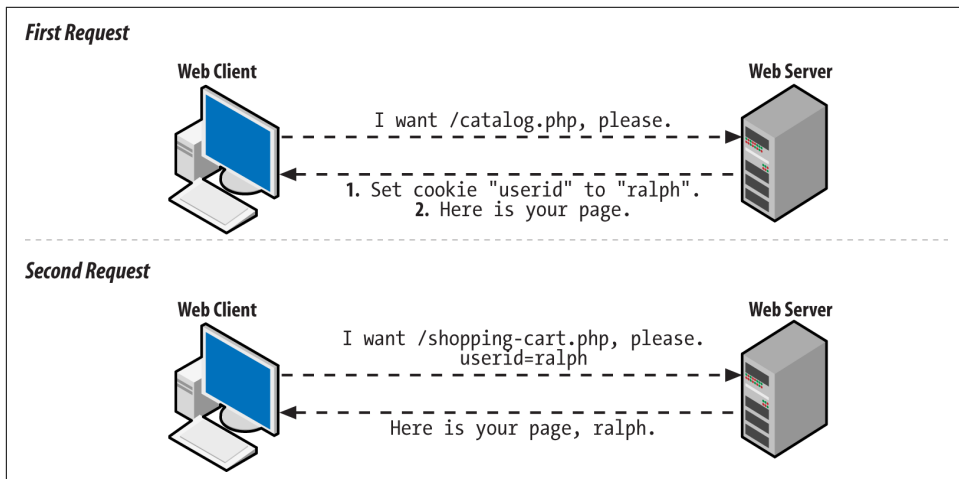 First Request
Web Client
Web Server
I want /catalog.php, please.
1. Set cookie "userid" to "ralph".
2. Here is your page.
Second Request
Web Client
Web Server
I want /shopping-cart.php, please.
userid=ralph
Here is your page, ralph.